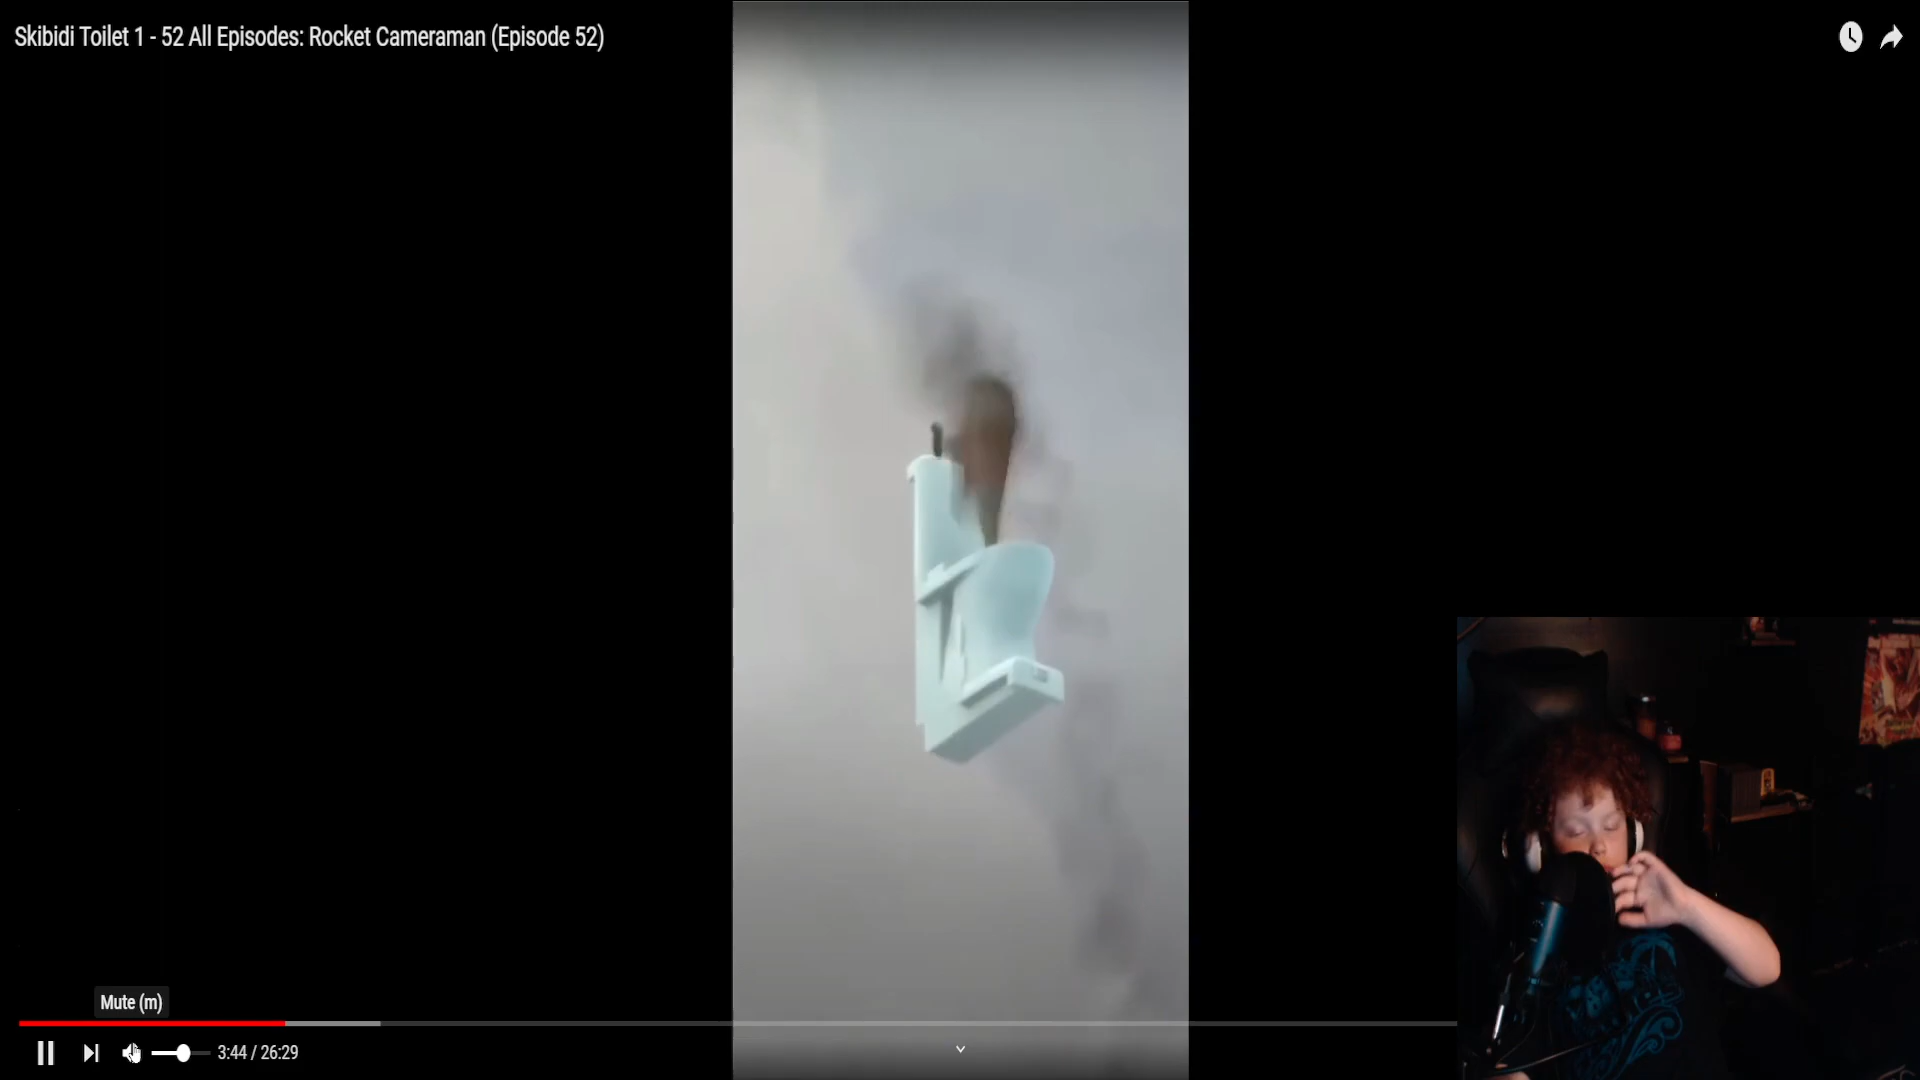 Skibidi Toilet 1 - 52 All Episodes: Rocket Cameraman (Episode 52)
Mute (m)
3:44 / 26:29